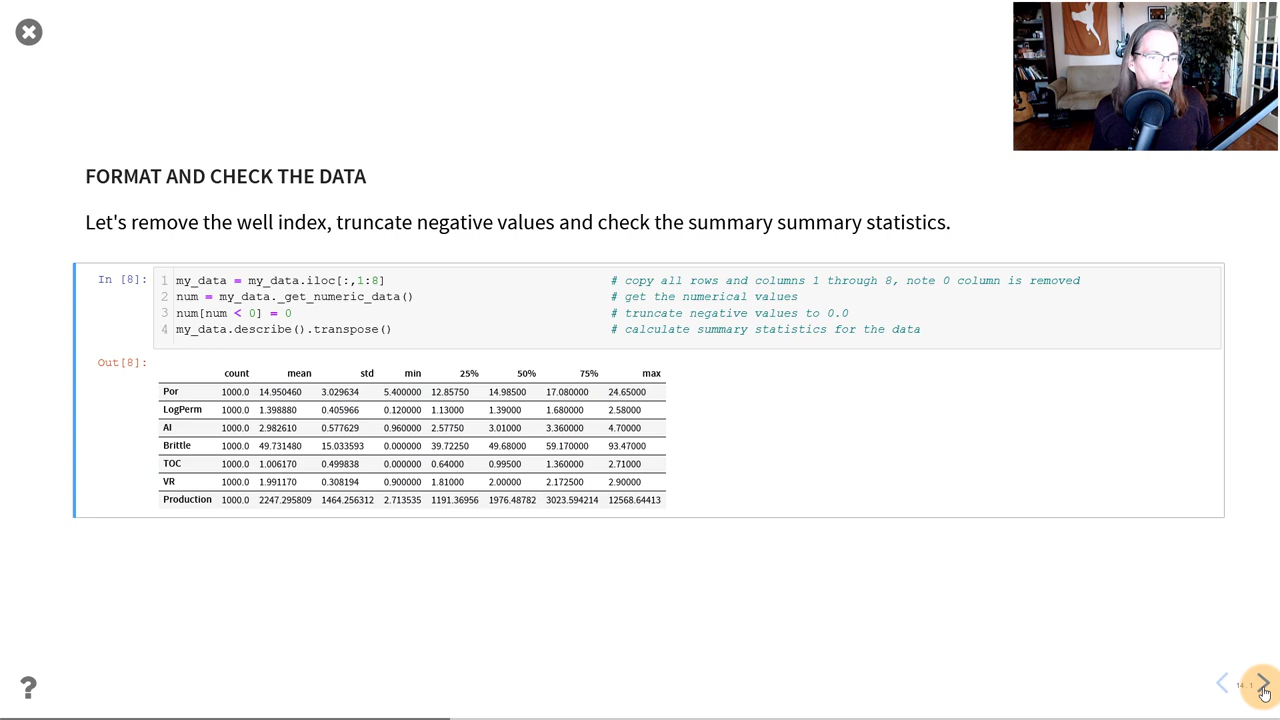 FORMAT AND CHECK THE DATA
Let's remove the well index, truncate negative values and check the summary summary statistics.
In [8]:
1 my_data = my_data.iloc[:,1:8] # copy all rows and columns 1 through 8, note 0 column is removed
2 num = my_data._get_numeric_data() # get the numerical values
3 num[num < 0] = 0 # truncate negative values to 0.0
4 my_data.describe().transpose() # calculate summary statistics for the data
Out[8]:
count mean std min 25% 50% 75% max
Por 1000.0 14.950460 3.029634 5.400000 12.85750 14.98500 17.080000 24.65000
LogPerm 1000.0 1.398880 0.405966 0.120000 1.13000 1.39000 1.680000 2.58000
AI 1000.0 2.982610 0.577629 0.960000 2.57750 3.01000 3.360000 4.70000
Brittle 1000.0 49.731480 15.033593 0.000000 39.72250 49.68000 59.170000 93.47000
TOC 1000.0 1.006170 0.499838 0.000000 0.64000 0.99500 1.360000 2.71000
VR 1000.0 1.991170 0.308194 0.900000 1.81000 2.00000 2.172500 2.90000
Production 1000.0 2247.295809 1464.256312 2.713535 1191.36956 1976.48782 3023.594214 12568.64413
?
14 . 1